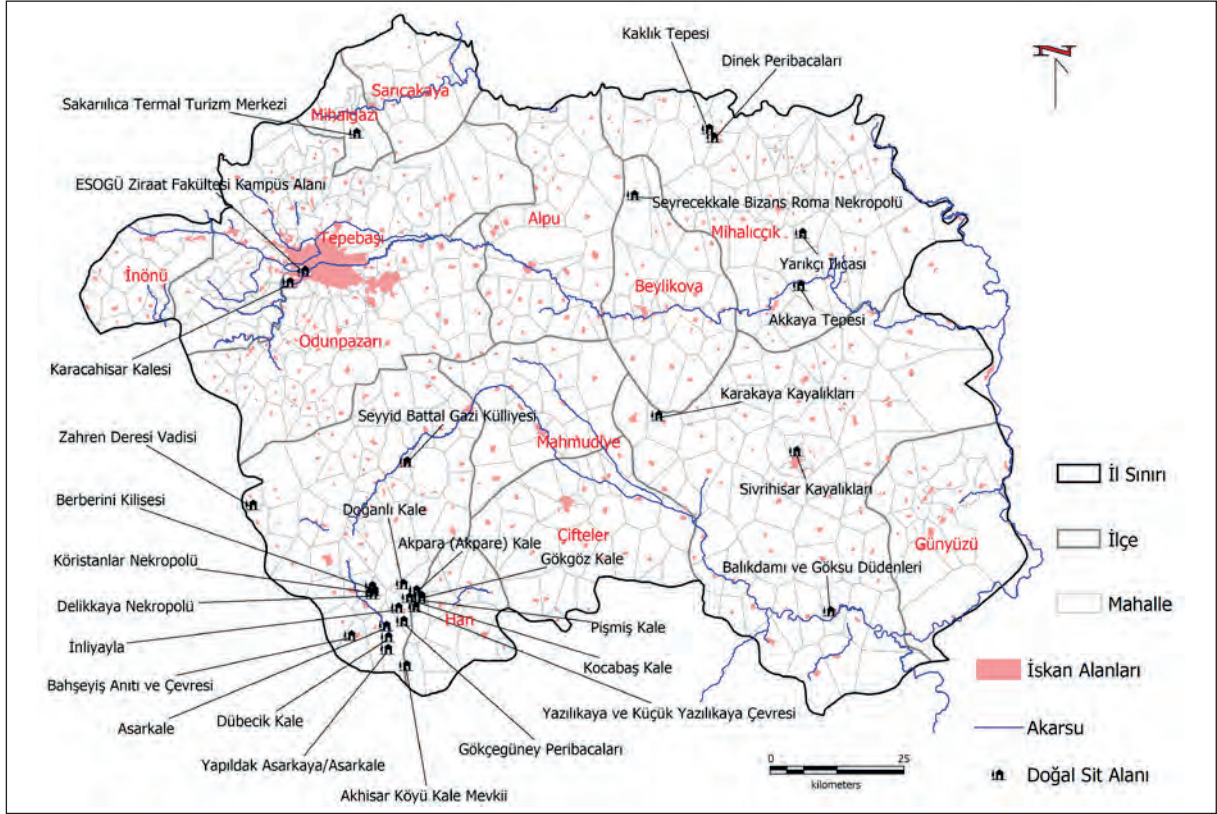 Kaklık Tepesi
Dinek Peribacaları
N
Sarıcakaya
Sakarıılıca Termal Turizm Merkezi
Mihalgazi
ESOGÜ Ziraat Fakültesi Kampüs Alanı
Seyrecekkale Bizans Roma Nekropolü
Alpu
Mihalıççık
Tepebaşı
İnönü
Yarıkçı Ilıcası
Beylikova
Akkaya Tepesi
Odunpazarı
Karacahisar Kalesi
Karakaya Kayalıkları
Seyyid Battal Gazi Külliyesi
Zahren Deresi Vadisi
Mahmudiye
Sivrihisar Kayalıkları
Berberini Kilisesi
Doğanlı Kale
Çifteler
Günyüzü
Akpara (Akpare) Kale
Köristanlar Nekropolü
Gökgöz Kale
Balıkdamı ve Göksu Düdenleri
Delikkaya Nekropolü
Han
Pişmiş Kale
İnliyayla
Kocabaş Kale
Bahşeyiş Anıtı ve Çevresi
Yazılıkaya ve Küçük Yazılıkaya Çevresi
Asarkale
Dübecik Kale
Gökçegüney Peribacaları
Yapıldak Asarkaya/Asarkale
Akhisar Köyü Kale Mevkii
İl Sınırı
İlçe
Mahalle
İskan Alanları
Akarsu
Doğal Sit Alanı
0 25
kilometers